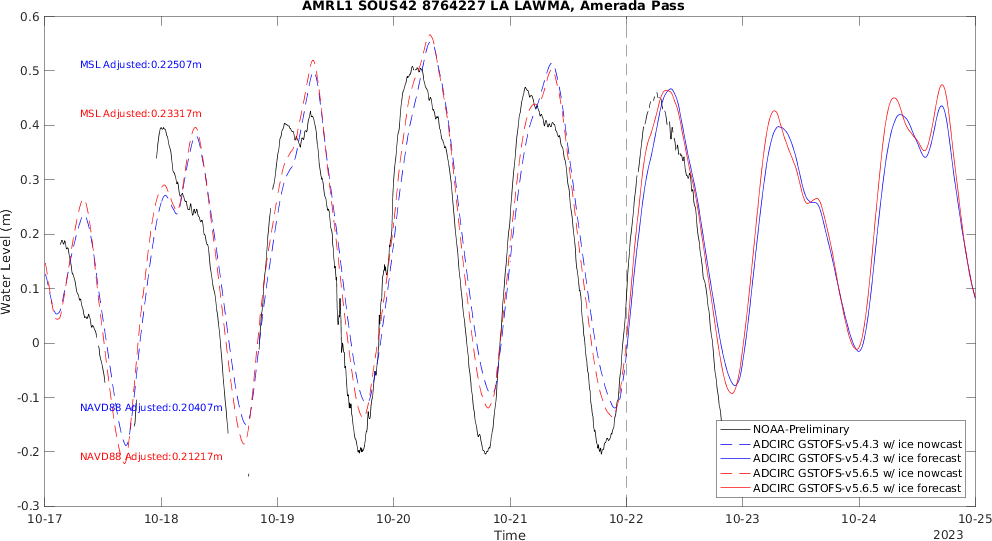 AMRL1 SOUS42 8764227 LA LAWMA, Amerada Pass
0.6
0.5
0.4
0.3
0.2
0.1
0
-0.1
-0.2
-0.3
Water Level (m)
MSL Adjusted:0.22507m
MSL Adjusted:0.23317m
NAVD88 Adjusted:0.20407m
NAVD88 Adjusted:0.21217m
NOAA-Preliminary
ADCIRC GSTOFS-v5.4.3 w/ ice nowcast
ADCIRC GSTOFS-v5.4.3 w/ ice forecast
ADCIRC GSTOFS-v5.6.5 w/ ice nowcast
ADCIRC GSTOFS-v5.6.5 w/ ice forecast
10-17 10-18 10-19 10-20 10-21 10-22 10-23 10-24 10-25
Time
2023